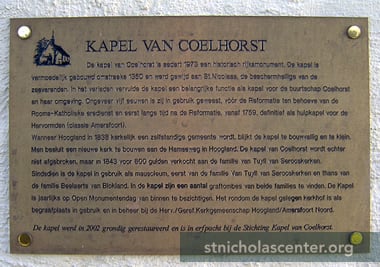 KAPEL VAN COELHORST
De kapel van Coelhorst is sedert 1973 een historisch rijksmonument. De kapel is
vermoedelijk gebouwd omstreeks 1350 en werd gewijd aan St.Nicolaas, de beschermheilige van de
zeevarenden. In het verleden vervulde de kapel een belangrijke functie als kapel voor de buurtschap Coelhorst
en haar omgeving. Ongeveer vijf eeuwen is zij in gebruik geweest, vóór de Reformatie ten behoeve van de
Rooms-Katholieke eredienst en eerst lange tijd na de Reformatie, vanaf 1759, definitief als hulpkapel voor de
Hervormden (classis Amersfoort).
Wanneer Hoogland in 1838 kerkelijk een zelfstandige gemeente wordt, blijkt de kapel te bouwvallig en te klein.
Men besluit een nieuwe kerk te bouwen aan de Hamseweg in Hoogland. De kapel van Coelhorst wordt echter
niet afgebroken, maar in 1843 voor 600 gulden verkocht aan de familie van Tuyll van Serooskerken.
Sindsdien is de kapel in gebruik als mausoleum, eerst van de familie Van Tuyll van Serooskerken en thans van
de familie Beelaerts van Blokland. In de kapel zijn een aantal graftombes van beide families te vinden. De Kapel
is jaarlijks op Open Monumentendag van binnen te bezichtigen. Het rondom de kapel gelegen kerkhof is als
begraafplaats in gebruik en in beheer bij de Herv./Geref.Kerkgemeenschap Hoogland/Amersfoort Noord.
De kapel werd in 2002 grondig gerestaureerd en is in erfpacht bij de Stichting Kapel van Coelhorst.
stnicholascenter.org